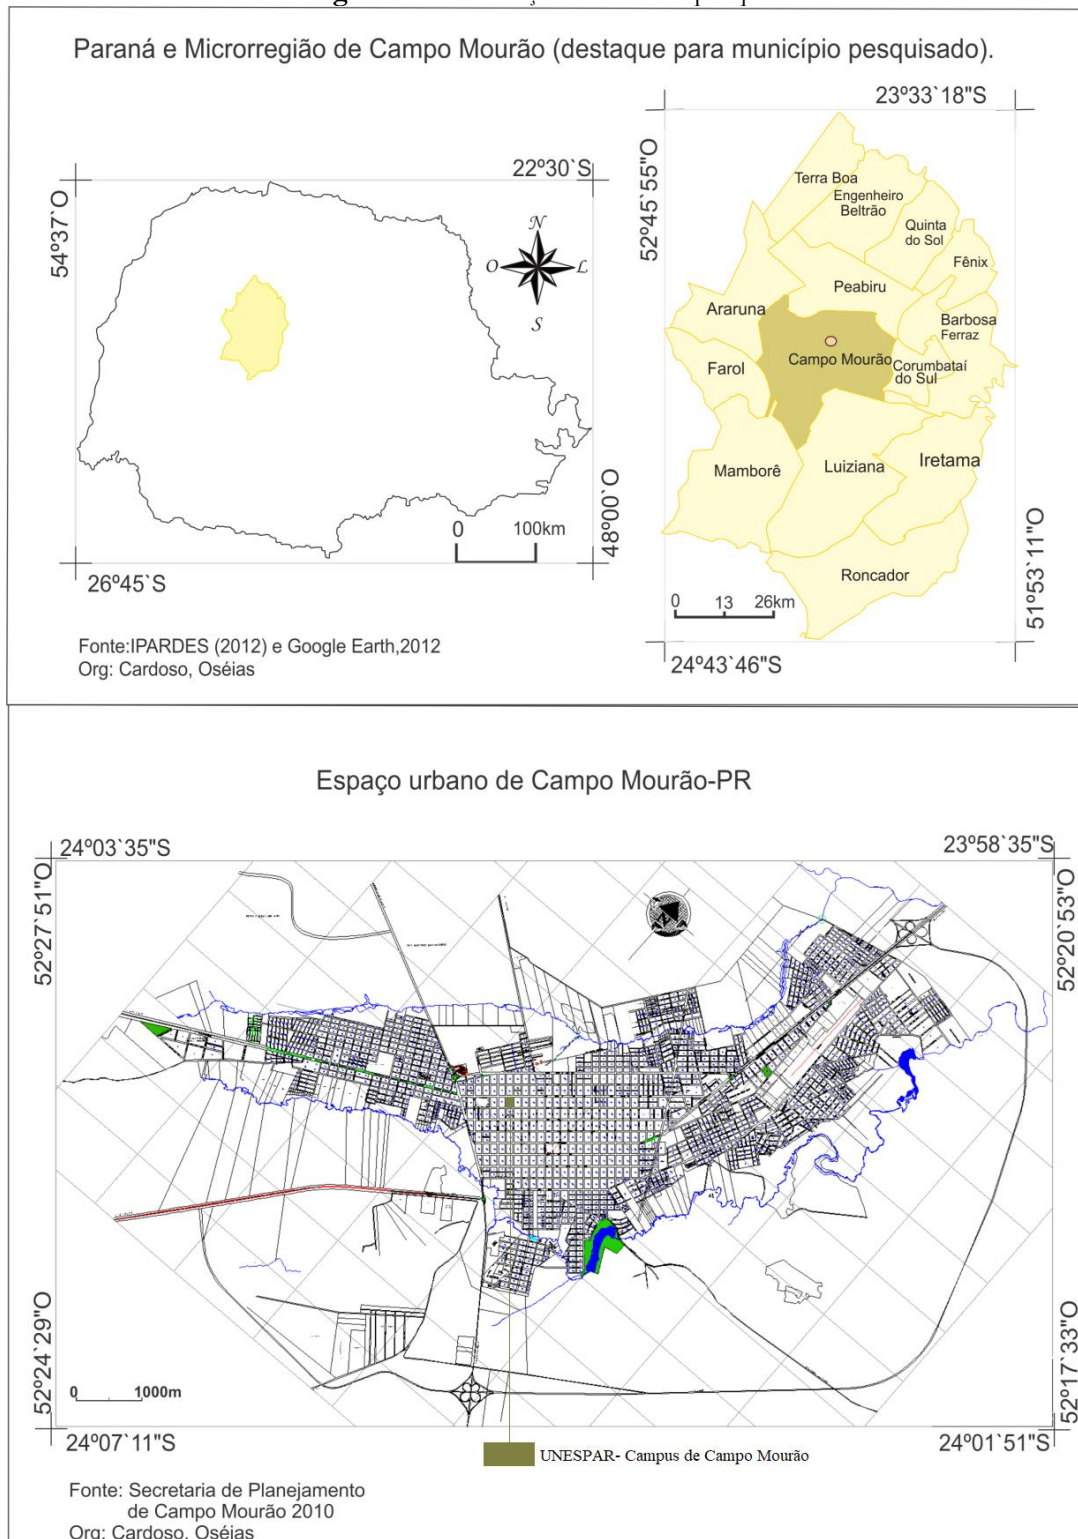 Paraná e Microrregião de Campo Mourão (destaque para município pesquisado).
22º30`S
54º37`O
N
O
L
S
0
100km
48º00`O
26º45`S
Fonte:IPARDES (2012) e Google Earth,2012
Org: Cardoso, Oséias
23º33`18"S
52º45`55"O
Terra Boa
Engenheiro
Beltrão
Quinta
do Sol
Fênix
Peabiru
Araruna
Barbosa
Ferraz
Campo Mourão
Corumbataí
do Sul
Farol
Mamborê
Luiziana
Iretama
Roncador
0 13 26km
51º53`11"O
24º43`46"S
Espaço urbano de Campo Mourão-PR
24º03`35"S
23º58`35"S
52º27`51"O
52º20`53"O
52º24`29"O
52º17`33"O
0 1000m
24º07`11"S
24º01`51"S
UNESPAR- Campus de Campo Mourão
Fonte: Secretaria de Planejamento
de Campo Mourão 2010
Org: Cardoso, Oséias